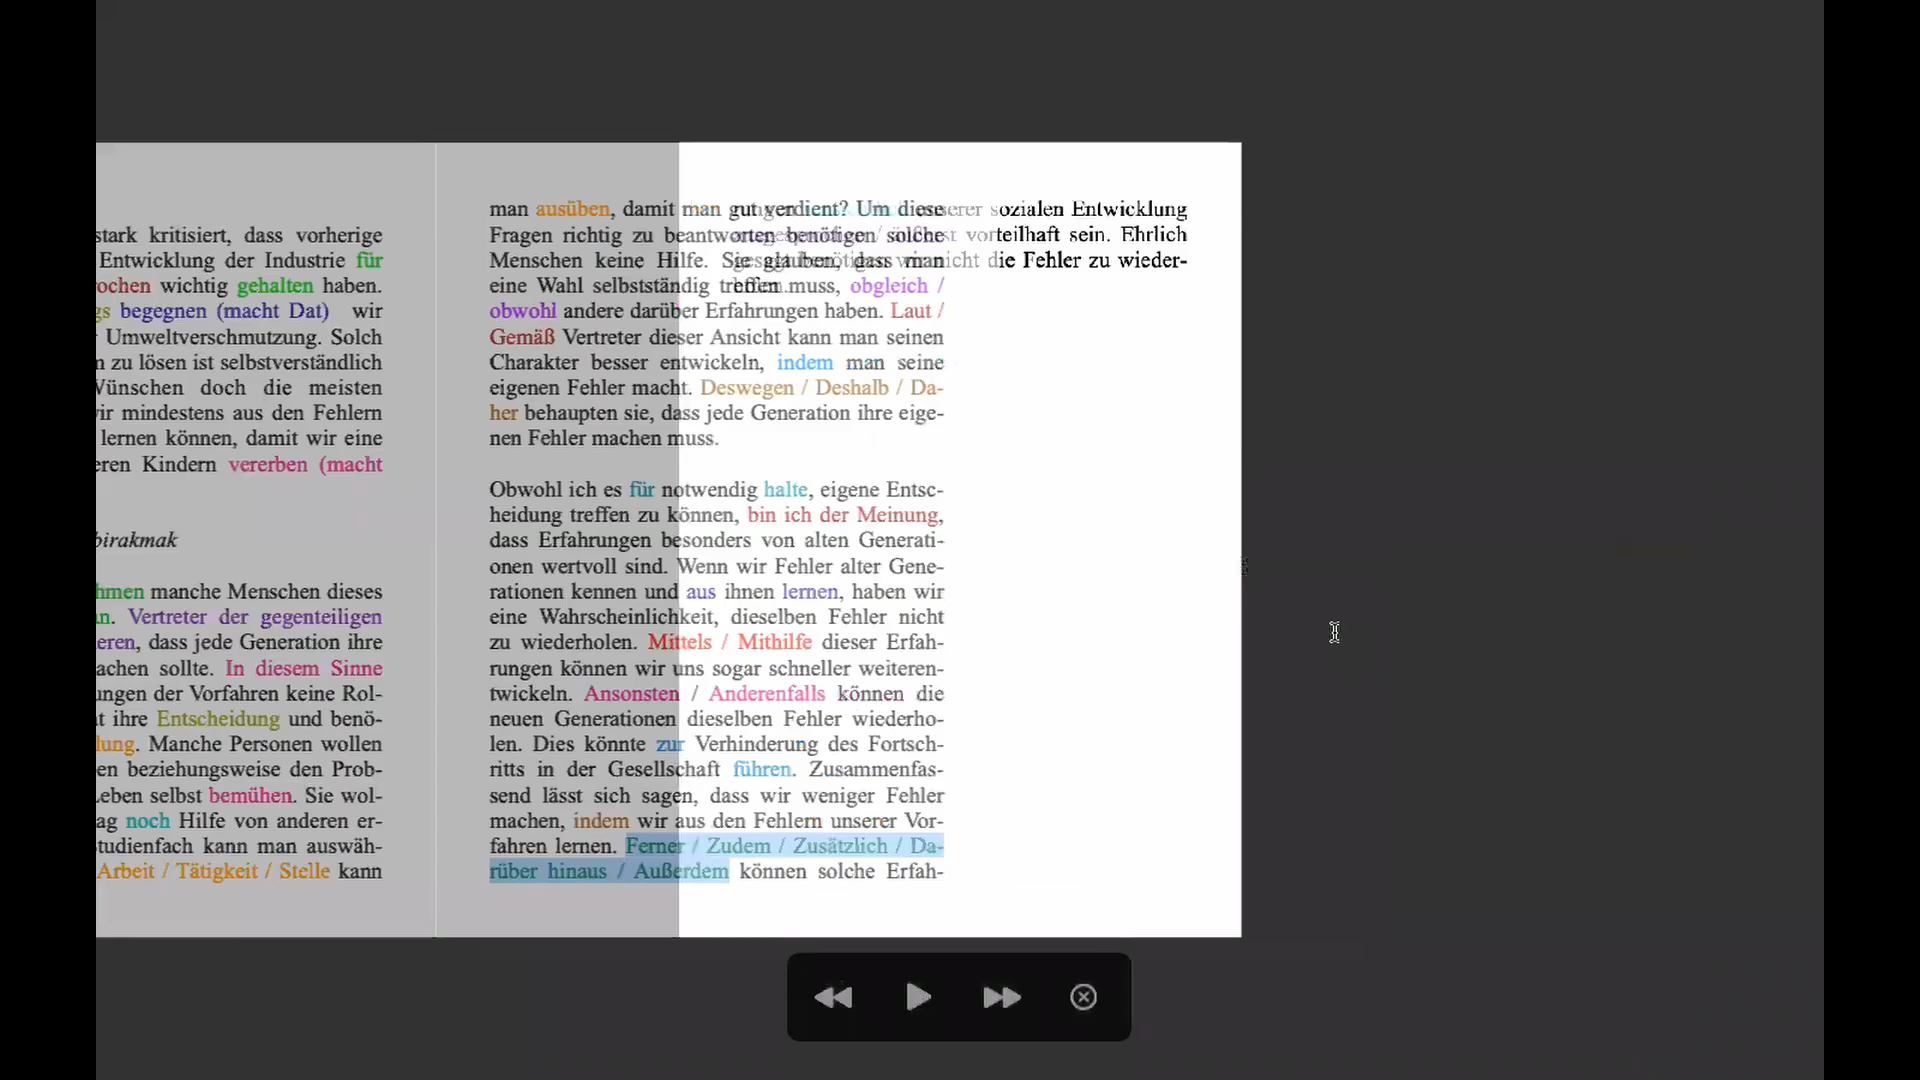 stark kritisiert, dass vorherige
Entwicklung der Industrie für
wichtig gehalten haben.
begegnen (macht Dat) wir
Umweltverschmutzung. Solch
zu lösen ist selbstverständlich
Wünschen doch die meisten
wir mindestens aus den Fehlern
lernen können, damit wir eine
Kindern vererben (macht
birakmak
manche Menschen dieses
Vertreter der gegenteiligen
dass jede Generation ihre
sollte. In diesem Sinne
der Vorfahren keine Rol-
ihre Entscheidung und benö-
Manche Personen wollen
beziehungsweise den Prob-
Leben selbst bemühen. Sie wol-
noch Hilfe von anderen er-
Studienfach kann man auswäh-
Arbeit / Tätigkeit / Stelle kann
man ausüben, damit man gut verdient? Um diese
Fragen richtig zu beantworten benötigen solche
Menschen keine Hilfe. Sie glauben, dass man
eine Wahl selbstständig treffen muss, obgleich /
obwohl andere darüber Erfahrungen haben. Laut /
Gemäß Vertreter dieser Ansicht kann man seinen
Charakter besser entwickeln, indem man seine
eigenen Fehler macht. Deswegen / Deshalb / Da-
her behaupten sie, dass jede Generation ihre eige-
nen Fehler machen muss.
Obwohl ich es für notwendig halte, eigene Entsc-
heidung treffen zu können, bin ich der Meinung,
dass Erfahrungen besonders von alten Generati-
onen wertvoll sind. Wenn wir Fehler alter Gene-
rationen kennen und aus ihnen lernen, haben wir
eine Wahrscheinlichkeit, dieselben Fehler nicht
zu wiederholen. Mittels / Mithilfe dieser Erfah-
rungen können wir uns sogar schneller weiteren-
twickeln. Ansonsten / Anderenfalls können die
neuen Generationen dieselben Fehler wiederho-
len. Dies könnte zur Verhinderung des Fortsch-
ritts in der Gesellschaft führen. Zusammenfas-
send lässt sich sagen, dass wir weniger Fehler
machen, indem wir aus den Fehlern unserer Vor-
fahren lernen. Ferner / Zudem / Zusätzlich / Da-
rüber hinaus / Außerdem können solche Erfah-
sozialen Entwicklung
vorteilhaft sein. Ehrlich
nicht die Fehler zu wieder-